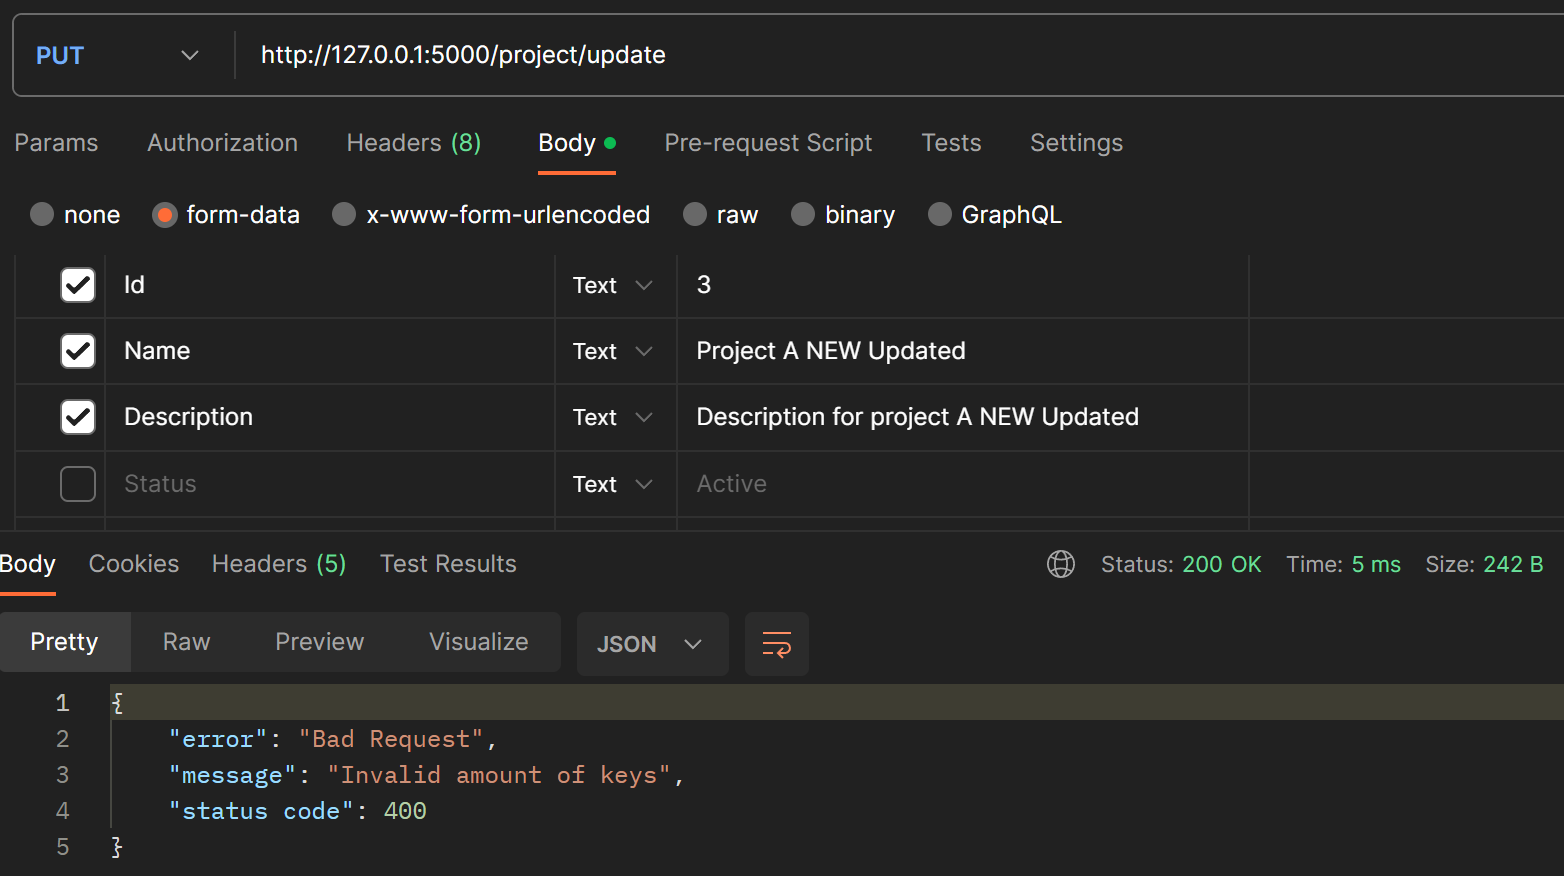 PUT http://127.0.0.1:5000/project/update
Params Authorization Headers (8) Body Pre-request Script Tests Settings
none form-data x-www-form-urlencoded raw binary GraphQL
Id Text 3
Name Text Project A NEW Updated
Description Text Description for project A NEW Updated
Status Text Active
Body Cookies Headers (5) Test Results Status: 200 OK Time: 5 ms Size: 242 B
Pretty Raw Preview Visualize JSON
1 {
2 "error": "Bad Request",
3 "message": "Invalid amount of keys",
4 "status code": 400
5 }